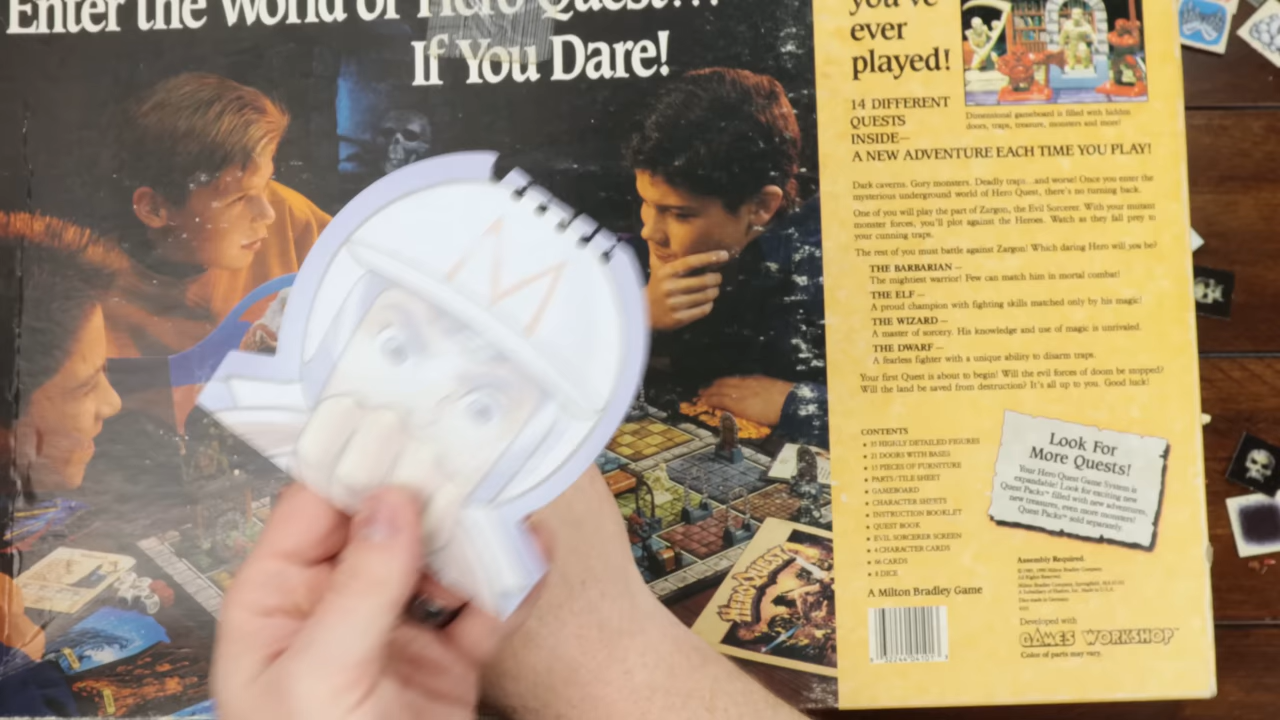 Enter the World of Hero Quest...
If You Dare!
you've
ever
played!
14 DIFFERENT
QUESTS
INSIDE—
A NEW ADVENTURE EACH TIME YOU PLAY!
Dimensional gameboard is filled with hidden
doors, traps, treasure, monsters and more!
Dark caverns. Gory monsters. Deadly traps...and worse! Once you enter the
mysterious underground world of Hero Quest, there's no turning back.
One of you will play the part of Zargon, the Evil Sorcerer. With your mutant
monster forces, you'll plot against the Heroes. Watch as they fall prey to
your cunning traps.
The rest of you must battle against Zargon! Which daring Hero will you be?
THE BARBARIAN —
The mightiest warrior! Few can match him in mortal combat!
THE ELF —
A proud champion with fighting skills matched only by his magic!
THE WIZARD —
A master of sorcery. His knowledge and use of magic is unrivaled.
THE DWARF —
A fearless fighter with a unique ability to disarm traps.
Your first Quest is about to begin! Will the evil forces of doom be stopped?
Will the land be saved from destruction? It's all up to you. Good luck!
CONTENTS
• 35 HIGHLY DETAILED FIGURES
• 21 DOORS WITH BASES
• 15 PIECES OF FURNITURE
• PARTS/TILE SHEET
• GAMEBOARD
• CHARACTER SHEETS
• INSTRUCTION BOOKLET
• QUEST BOOK
• EVIL SORCERER SCREEN
• 4 CHARACTER CARDS
• CARDS
• DICE
A Milton Bradley Game
Look For
More Quests!
Your Hero Quest Game System is
expandable! Look for exciting new
Quest Packs™ filled with new adventures,
new treasures, even more monsters!
Quest Packs™ sold separately.
Assembly Required.
Developed with
GAMES WORKSHOP
Color of parts may vary.
HEROQUEST